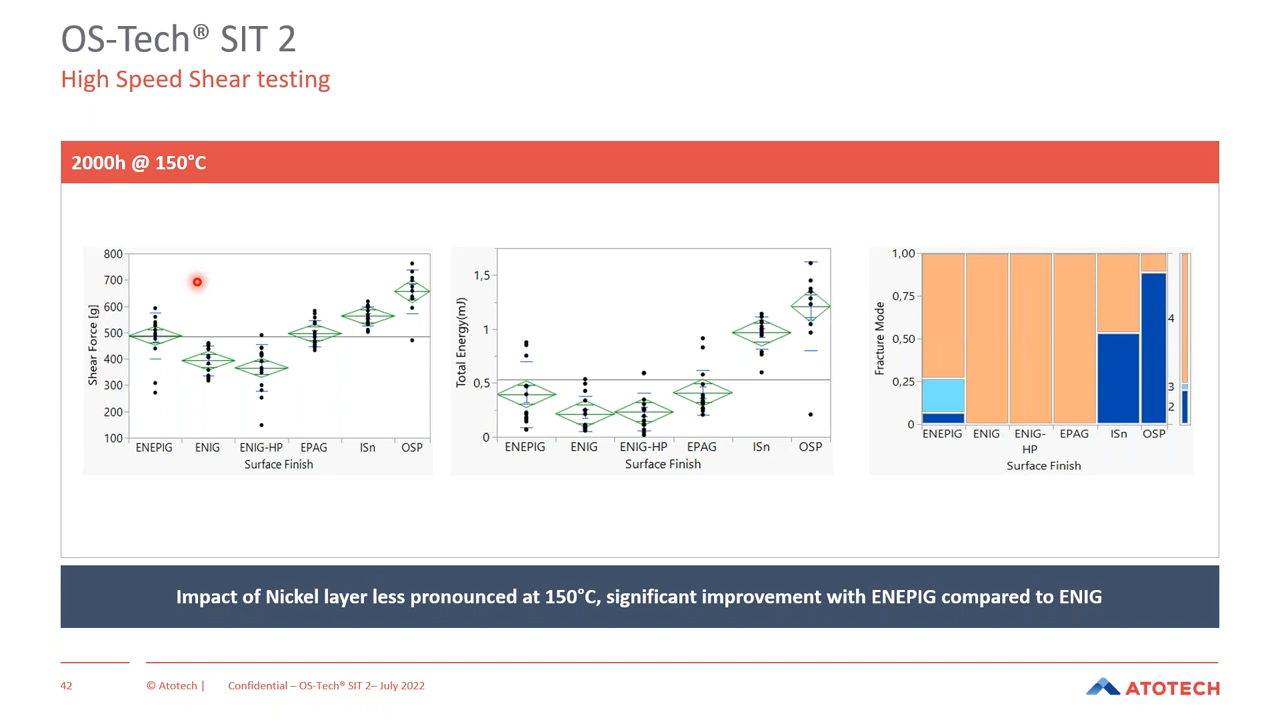 OS-Tech® SIT 2
High Speed Shear testing
2000h @ 150°C
800
700
600
500
400
300
200
100
Shear Force [g]
ENEPIG
ENIG
ENIG-HP
EPAG
ISn
OSP
Surface Finish
1,5
1
0,5
0
Total Energy(mJ)
ENEPIG
ENIG
ENIG-HP
EPAG
ISn
OSP
Surface Finish
1,00
0,75
0,50
0,25
0
Fracture Mode
4
3
2
ENEPIG
ENIG
ENIG-
HP
EPAG
ISn
OSP
Surface Finish
Impact of Nickel layer less pronounced at 150°C, significant improvement with ENEPIG compared to ENIG
42
© Atotech |
Confidential – OS-Tech® SIT 2– July 2022
ATOTECH